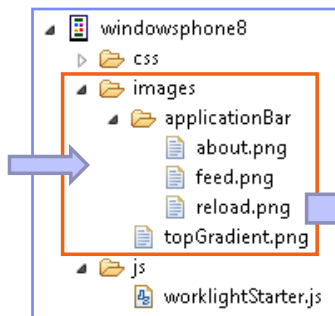 windowsphone8
css
images
applicationBar
about.png
feed.png
reload.png
topGradient.png
js
worklightStarter.js